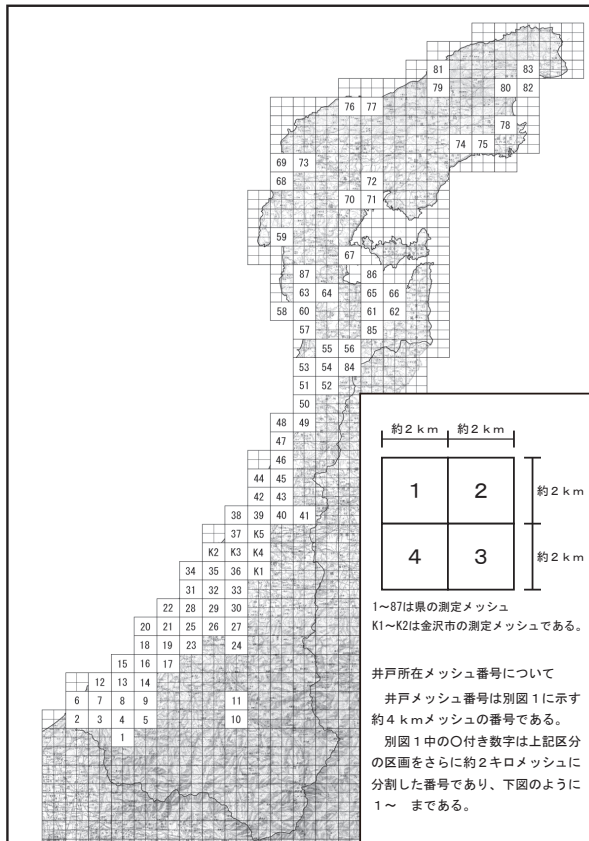 81 83
79 80 82
76 77
78
74 75
69 73
68 72
70 71
59
67
87 86
63 64 65 66
58 60 61 62
57 85
55 56
53 54 84
51 52
50
48 49
47
46
44 45
42 43
38 39 40 41
37 K5
K2 K3 K4
34 35 36 K1
31 32 33
22 28 29 30
20 21 25 26 27
18 19 23 24
15 16 17
12 13 14
6 7 8 9 11
2 3 4 5 10
1
約2km 約2km
1 2
約2km
4 3
約2km
1~87は県の測定メッシュ
K1~K2は金沢市の測定メッシュである。
井戸所在メッシュ番号について
井戸メッシュ番号は別図1に示す
約4kmメッシュの番号である。
別図1中の○付き数字は上記区分
の区画をさらに約2キロメッシュに
分割した番号であり、下図のように
1~ まである。